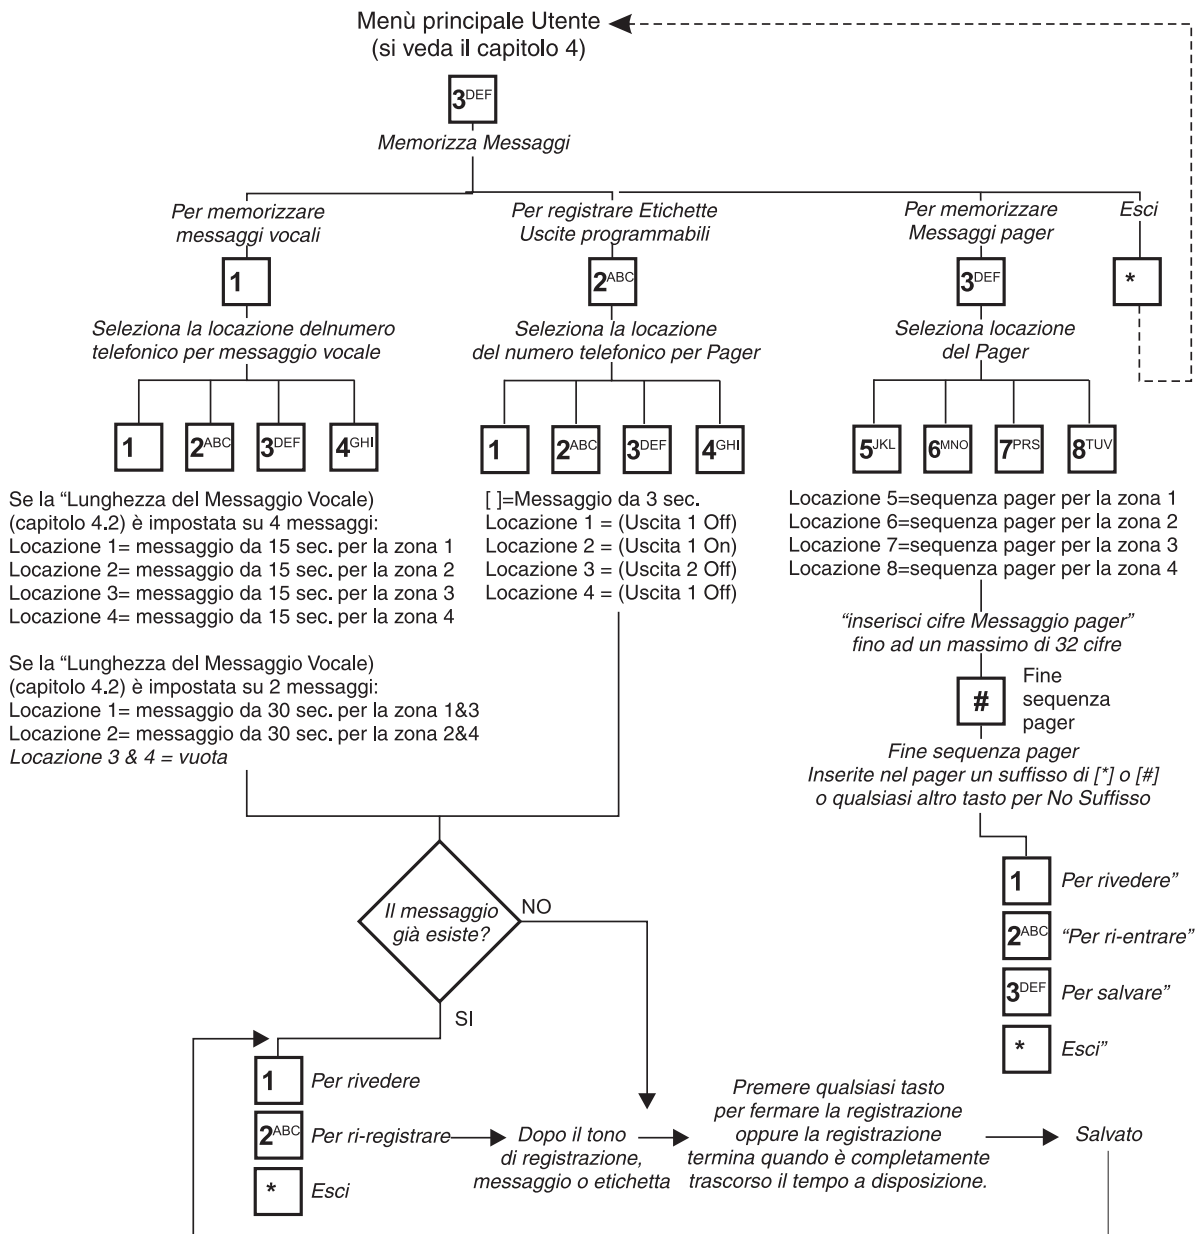 Menù principale Utente
(si veda il capitolo 4)
3DEF
Memorizza Messaggi
Per memorizzare
messaggi vocali
1
Seleziona la locazione delnumero
telefonico per messaggio vocale
1 2ABC 3DEF 4GHI
Se la “Lunghezza del Messaggio Vocale)
(capitolo 4.2) è impostata su 4 messaggi:
Locazione 1= messaggio da 15 sec. per la zona 1
Locazione 2= messaggio da 15 sec. per la zona 2
Locazione 3= messaggio da 15 sec. per la zona 3
Locazione 4= messaggio da 15 sec. per la zona 4
Se la “Lunghezza del Messaggio Vocale)
(capitolo 4.2) è impostata su 2 messaggi:
Locazione 1= messaggio da 30 sec. per la zona 1&3
Locazione 2= messaggio da 30 sec. per la zona 2&4
Locazione 3 & 4 = vuota
Per registrare Etichette
Uscite programmabili
2ABC
Seleziona la locazione
del numero telefonico per Pager
1 2ABC 3DEF 4GHI
[ ]=Messaggio da 3 sec.
Locazione 1 = (Uscita 1 Off)
Locazione 2 = (Uscita 1 On)
Locazione 3 = (Uscita 2 Off)
Locazione 4 = (Uscita 1 Off)
Per memorizzare
Messaggi pager
3DEF
Seleziona locazione
del Pager
5JKL 6MNO 7PRS 8TUV
Locazione 5=sequenza pager per la zona 1
Locazione 6=sequenza pager per la zona 2
Locazione 7=sequenza pager per la zona 3
Locazione 8=sequenza pager per la zona 4
“inserisci cifre Messaggio pager”
fino ad un massimo di 32 cifre
#
Fine
sequenza
pager
Fine sequenza pager
Inserite nel pager un suffisso di [*] o [#]
o qualsiasi altro tasto per No Suffisso
1 Per rivedere”
2ABC “Per ri-entrare”
3DEF Per salvare”
* Esci”
Esci
*
Il messaggio
già esiste?
NO
SI
1 Per rivedere
2ABC Per ri-registrare
* Esci
Dopo il tono
di registrazione,
messaggio o etichetta
Premere qualsiasi tasto
per fermare la registrazione
oppure la registrazione
termina quando è completamente
trascorso il tempo a disposizione.
Salvato